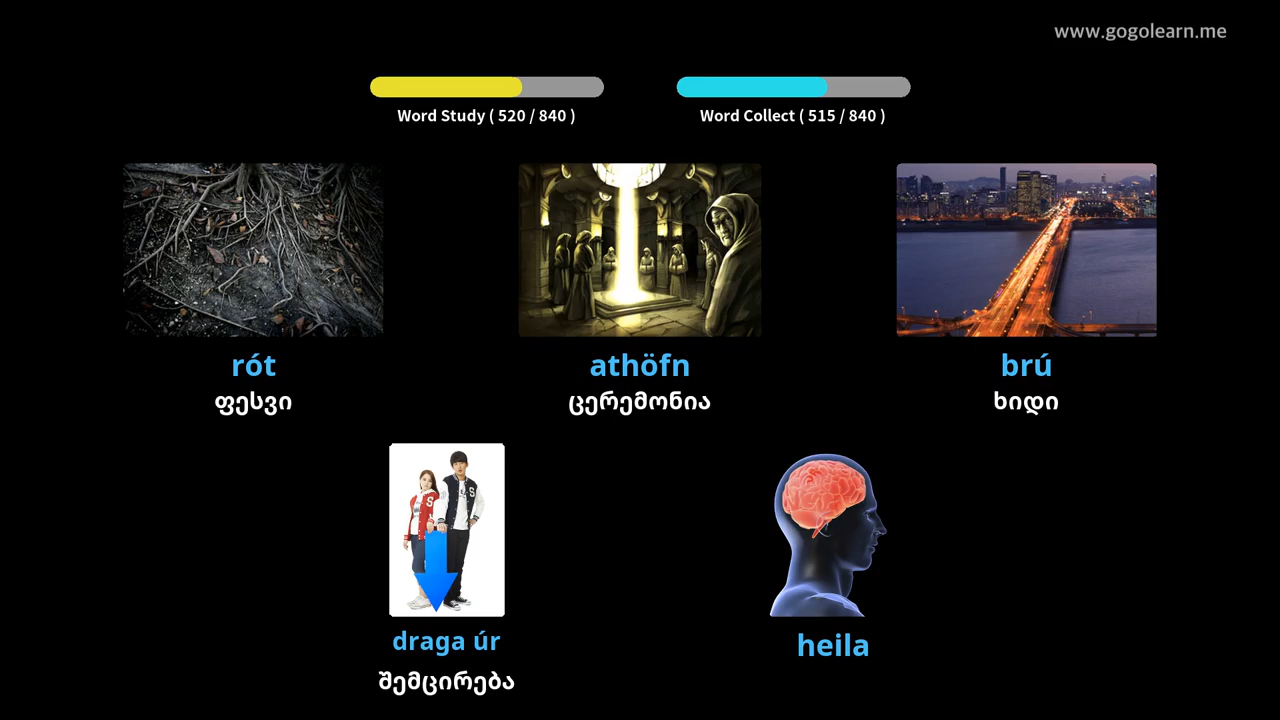 www.gogolearn.me
Word Study ( 520 / 840 )
Word Collect ( 515 / 840 )
rót
ფესვი
athöfn
ცერემონია
brú
ხიდი
draga úr
შემცირება
heila